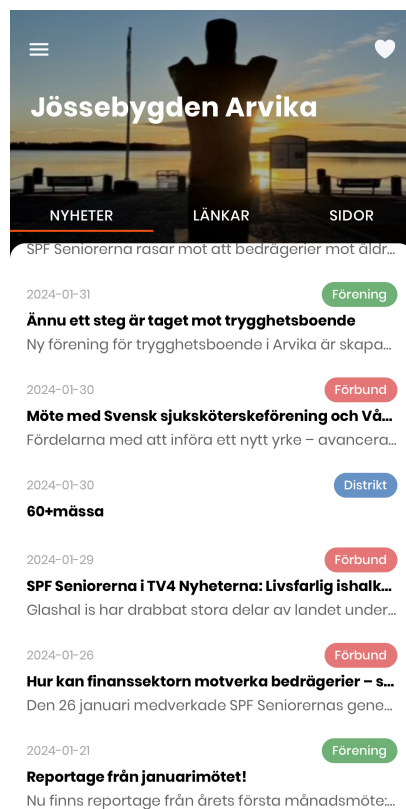 Jössebygden Arvika
NYHETER LÄNKAR SIDOR
SPF Seniorerna rasar mot att bedrägerier mot äldr...
2024-01-31 Förening
Ännu ett steg är taget mot trygghetsboende
Ny förening för trygghetsboende i Arvika är skapa...
2024-01-30 Förbund
Möte med Svensk sjuksköterskeförening och Vå...
Fördelarna med att införa ett nytt yrke – avancera...
2024-01-30 Distrikt
60+mässa
2024-01-29 Förbund
SPF Seniorerna i TV4 Nyheterna: Livsfarlig ishalk...
Glashal is har drabbat stora delar av landet under...
2024-01-26 Förbund
Hur kan finanssektorn motverka bedrägerier – s...
Den 26 januari medverkade SPF Seniorernas gene...
2024-01-21 Förening
Reportage från januarimötet!
Nu finns reportage från årets första månadsmöte:...